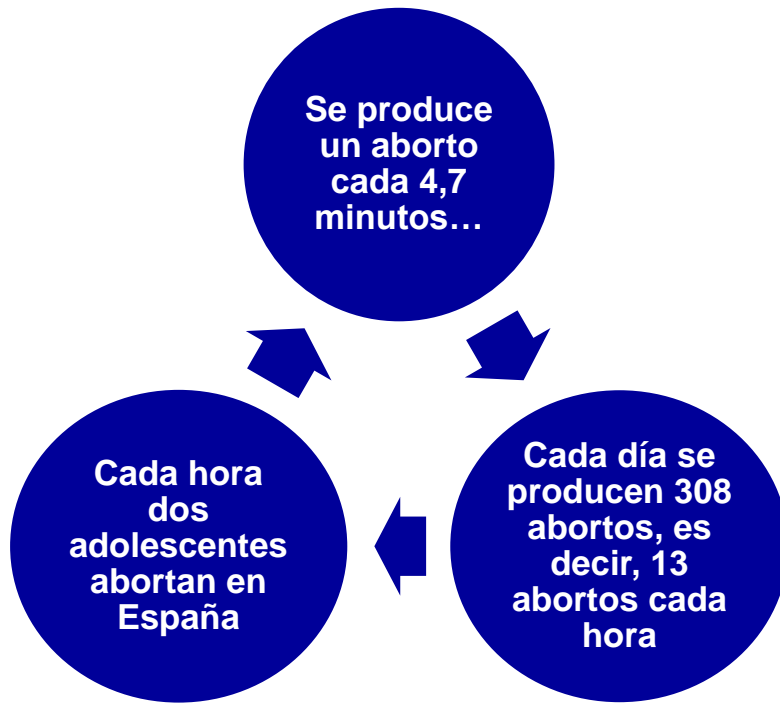 Se produce
un aborto
cada 4,7
minutos…
Cada día se
producen 308
abortos, es
decir, 13
abortos cada
hora
Cada hora
dos
adolescentes
abortan en
España